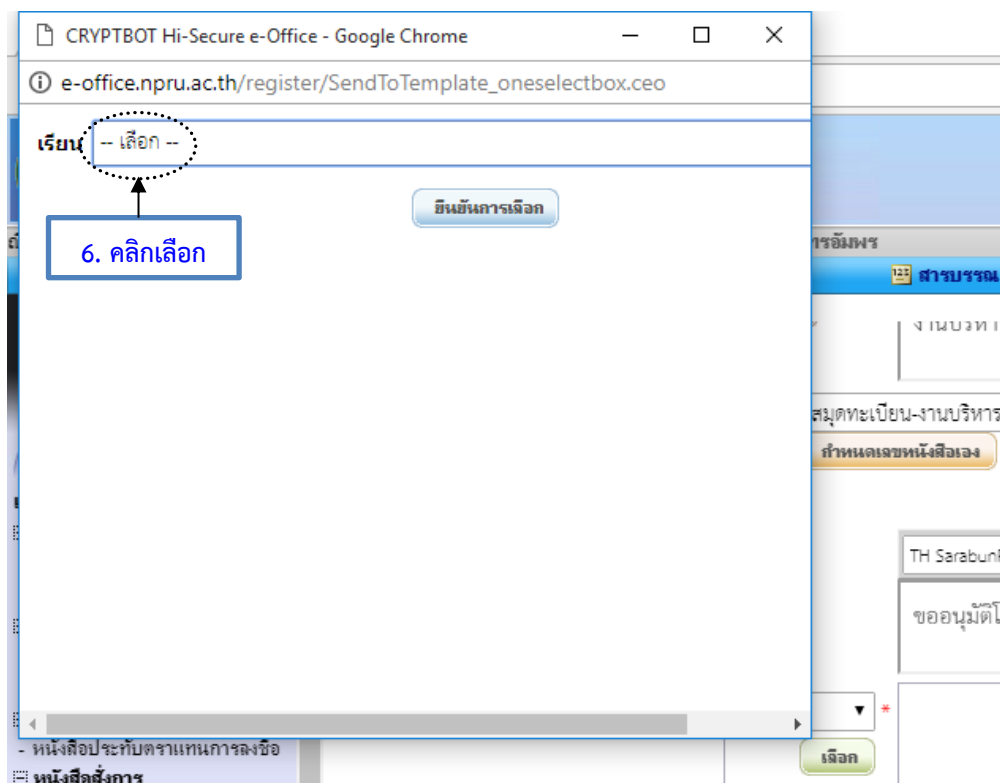 CRYPTBOT Hi-Secure e-Office - Google Chrome
e-office.npru.ac.th/register/SendToTemplate_oneselectbox.ceo
เรียน -- เลือก --
ยืนยันการเลือก
6. คลิกเลือก
สารบรรณ
สมุดทะเบียน-งานบริหาร
กำหนดเลขหนังสือเอง
TH Sarabun
ขออนุมัติ
*
เลือก
- หนังสือประทับตราแทนการลงชื่อ
หนังสือสั่งการ